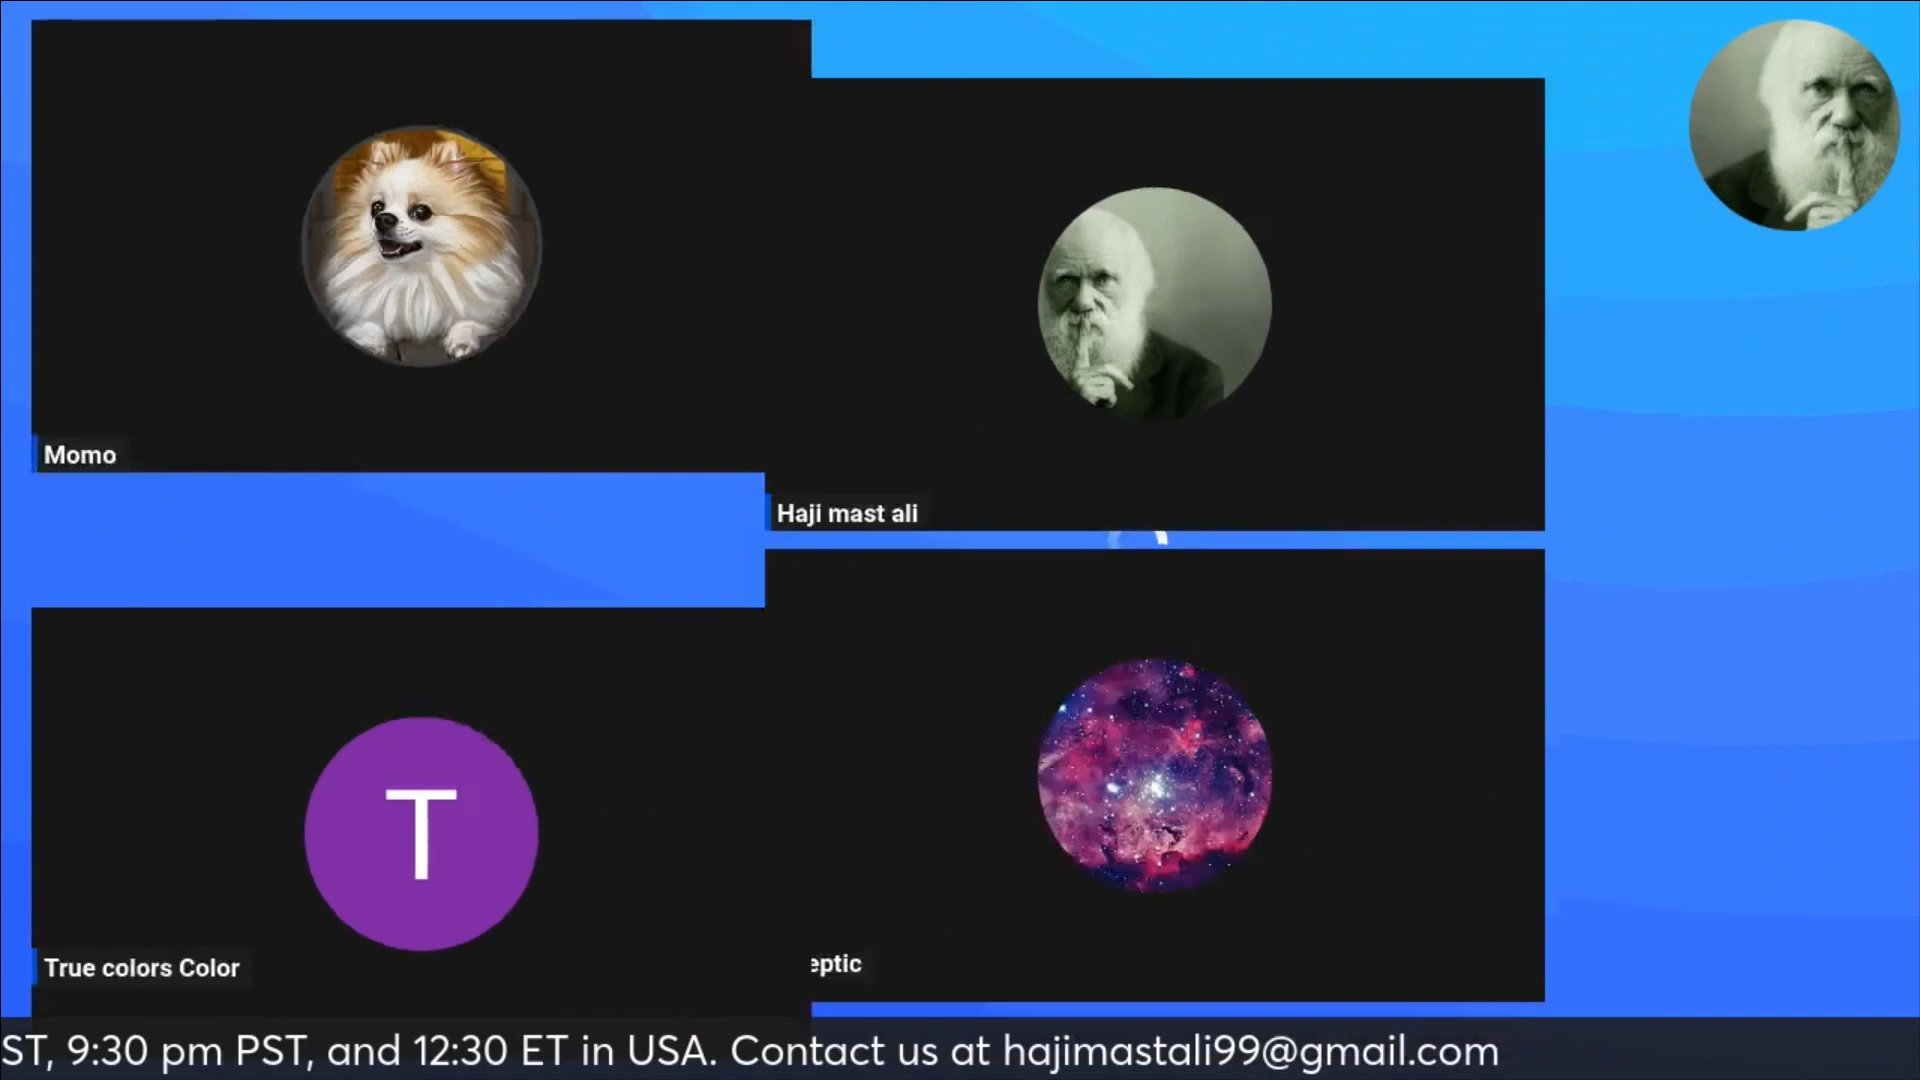 Momo
Haji mast ali
T
True colors Color
eptic
ST, 9:30 pm PST, and 12:30 ET in USA. Contact us at hajimastali99@gmail.com